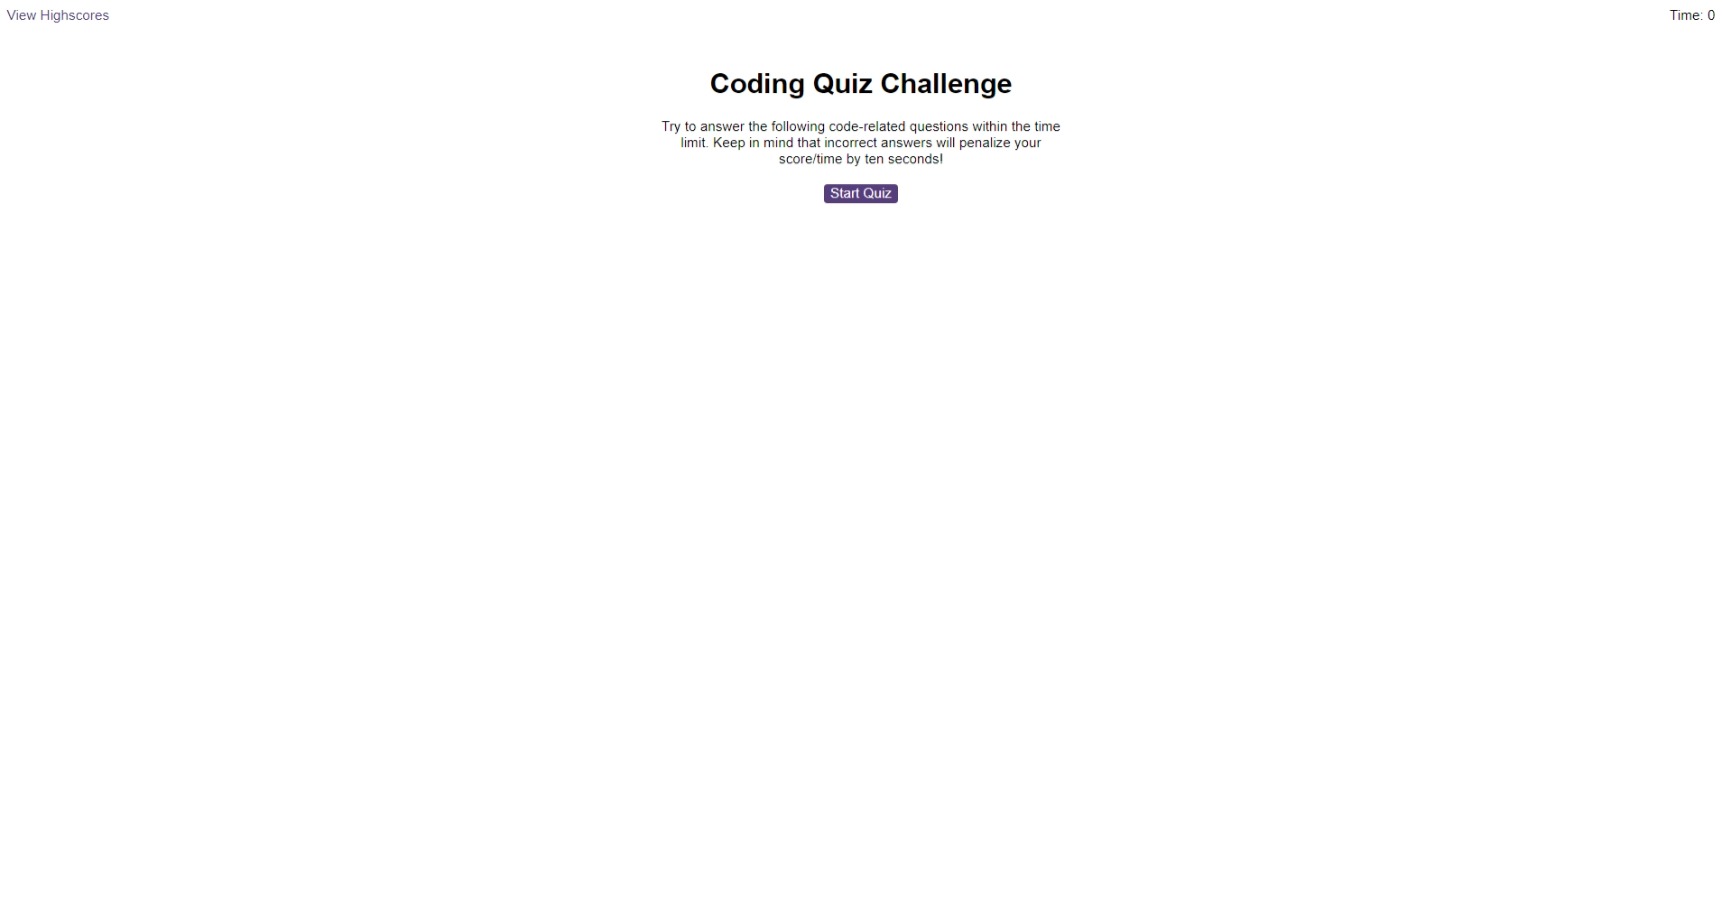 View Highscores
Time: 0
Coding Quiz Challenge
Try to answer the following code-related questions within the time
limit. Keep in mind that incorrect answers will penalize your
score/time by ten seconds!
Start Quiz